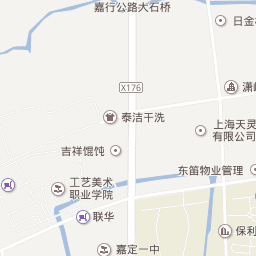 嘉行公路大石桥
日金
X176
潇
泰洁干洗
上海天灵
有限公司
吉祥馄饨
东笛物业管理
工艺美术
职业学院
联华
保利
嘉定一中